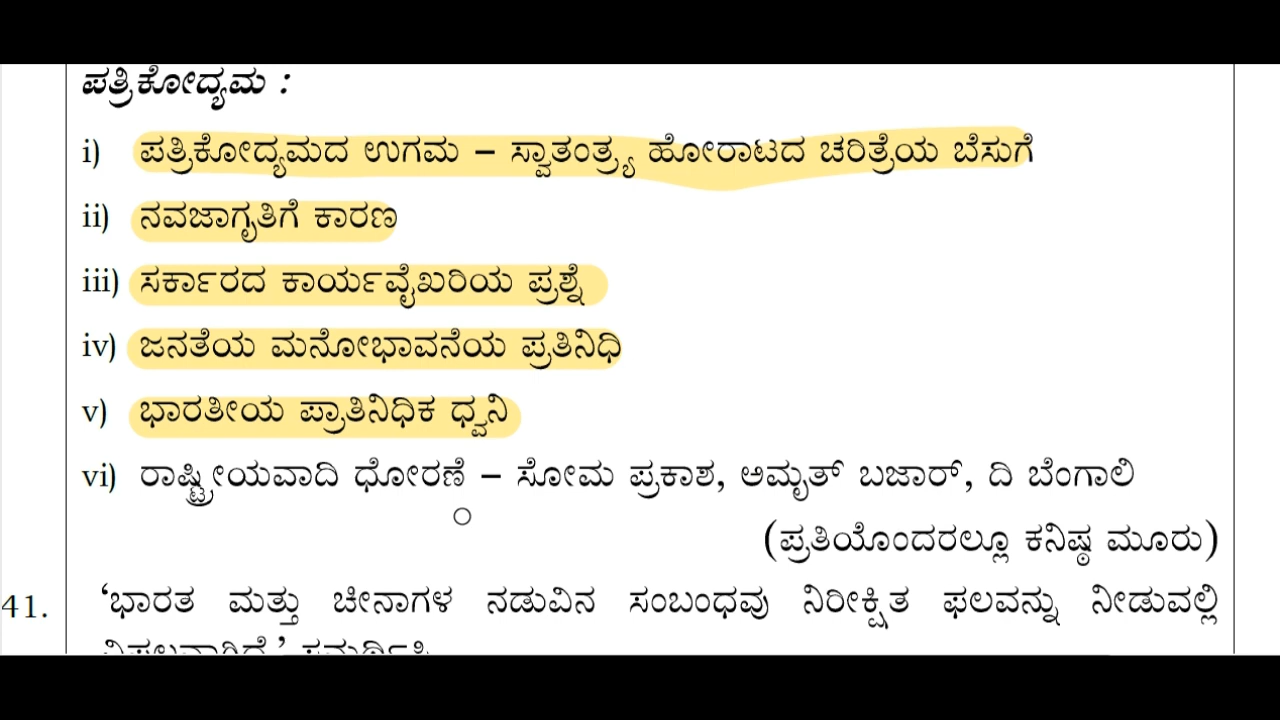 ಪತ್ರಿಕೋದ್ಯಮ :
i) ಪತ್ರಿಕೋದ್ಯಮದ ಉಗಮ – ಸ್ವಾತಂತ್ರ್ಯ ಹೋರಾಟದ ಚರಿತ್ರೆಯ ಬೆಸುಗೆ
ii) ನವಜಾಗೃತಿಗೆ ಕಾರಣ
iii) ಸರ್ಕಾರದ ಕಾರ್ಯವೈಖರಿಯ ಪ್ರಶ್ನೆ
iv) ಜನತೆಯ ಮನೋಭಾವನೆಯ ಪ್ರತಿನಿಧಿ
v) ಭಾರತೀಯ ಪ್ರಾತಿನಿಧಿಕ ಧ್ವನಿ
vi) ರಾಷ್ಟ್ರೀಯವಾದಿ ಧೋರಣೆ – ಸೋಮ ಪ್ರಕಾಶ, ಅಮೃತ್ ಬಜಾರ್, ದಿ ಬೆಂಗಾಲಿ
(ಪ್ರತಿಯೊಂದರಲ್ಲೂ ಕನಿಷ್ಠ ಮೂರು)
41. ‘ಭಾರತ ಮತ್ತು ಚೀನಾಗಳ ನಡುವಿನ ಸಂಬಂಧವು ನಿರೀಕ್ಷಿತ ಫಲವನ್ನು ನೀಡುವಲ್ಲಿ